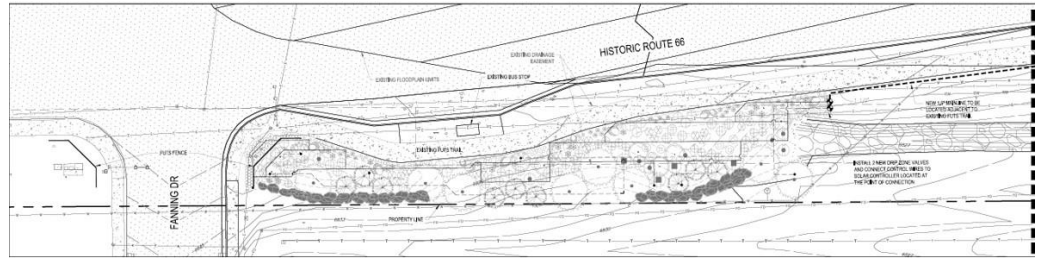 HISTORIC ROUTE 66
EXISTING DRAINAGE
EASEMENT
EXISTING BUS STOP
EXISTING FLOODPLAIN LIMITS
NEW 1/2" MAINLINE TO BE
LOCATED ADJACENT TO
EXISTING FUTS TRAIL
FUTS FENCE
EXISTING FUTS TRAIL
INSTALL 2 NEW DRIP ZONE VALVES
AND CONNECT CONTROL WIRES TO
SOLAR CONTROLLER LOCATED AT
THE POINT OF CONNECTION
FANNING DR
PROPERTY LINE